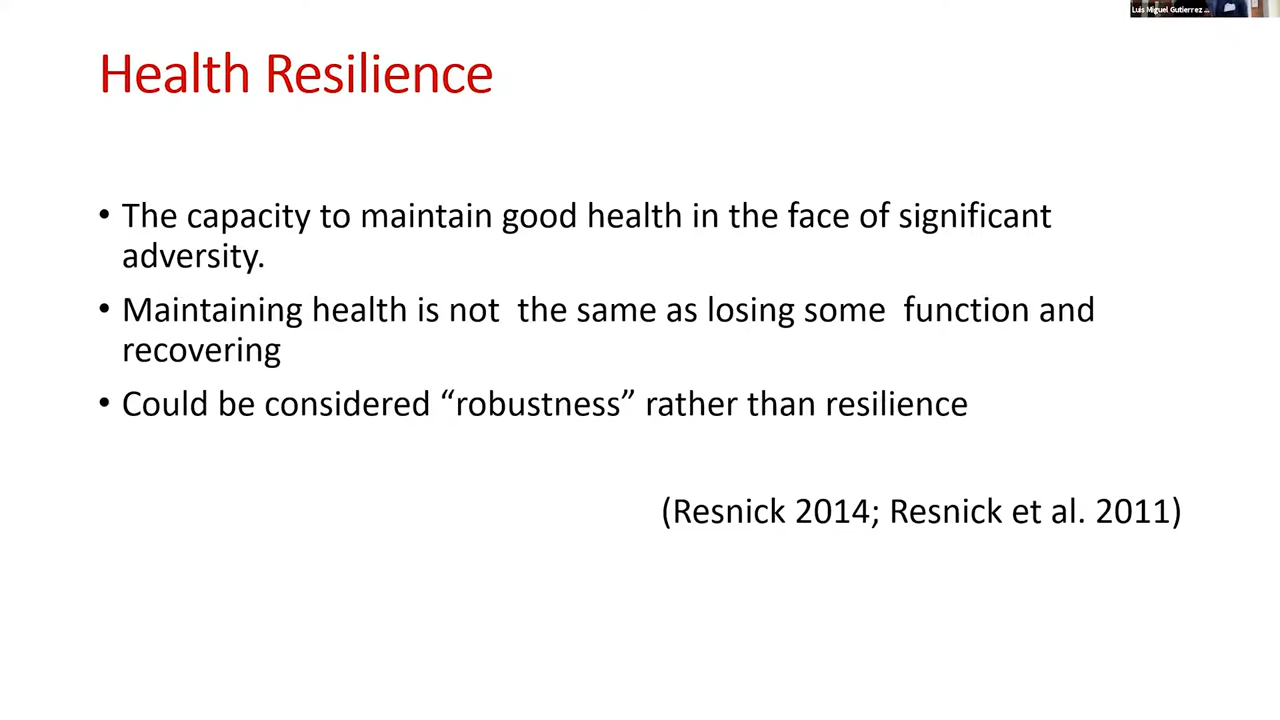 Luis Miguel Gutierrez ...
Health Resilience
• The capacity to maintain good health in the face of significant
adversity.
• Maintaining health is not  the same as losing some  function and
recovering
• Could be considered “robustness” rather than resilience
(Resnick 2014; Resnick et al. 2011)